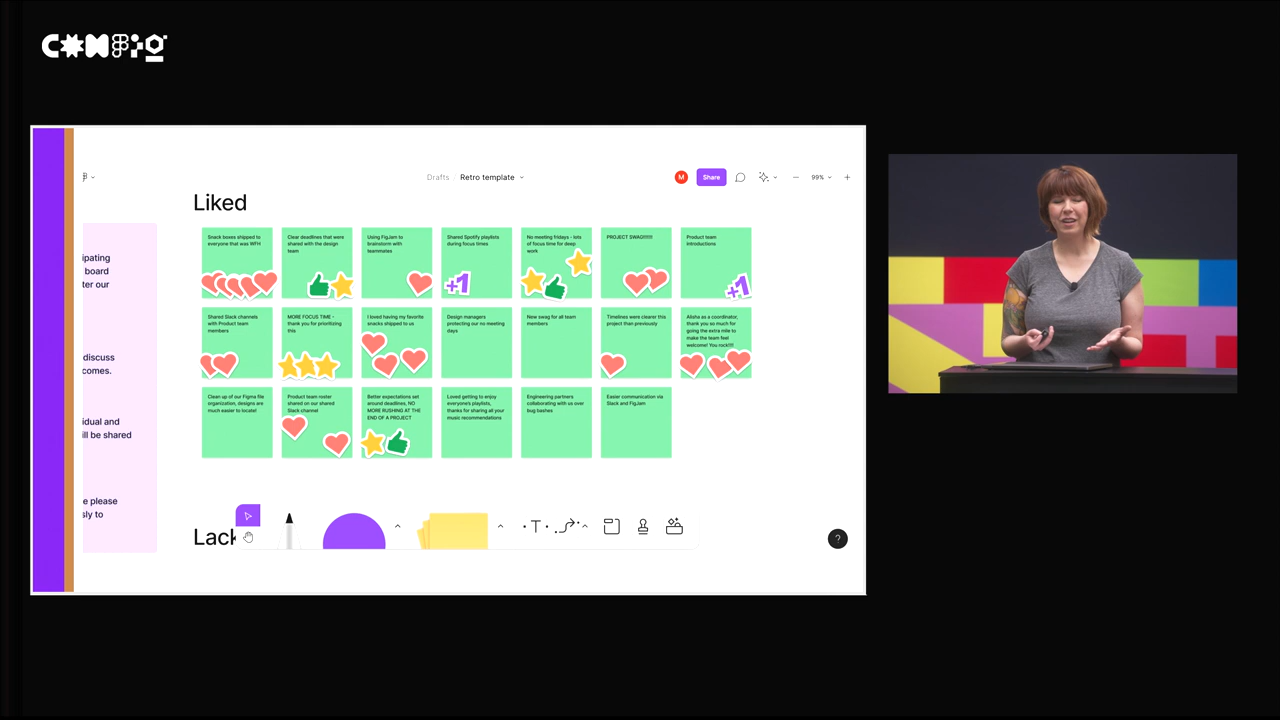 CONFIG
Drafts / Retro template
M
Share
99%
Liked
Snack boxes shipped to
everyone that was WFH
Clear deadlines that were
shared with the design
team
Using FigJam to
brainstorm with
teammates
Shared Spotify playlists
during focus times
+1
No meeting fridays - lots
of focus time for deep
work
PROJECT SWAG!!!!!!!
Product team
introductions
+1
Shared Slack channels
with Product team
members
MORE FOCUS TIME -
thank you for prioritizing
this
I loved having my favorite
snacks shipped to us
Design managers
protecting our no-meeting
days
New swag for all team
members
Timelines were clearer this
project than previously
Alisha as a coordinator,
thank you so much for
going the extra mile to
make the team feel
welcome! You rock!!!!
Clean up of our Figma file
organization, designs are
much easier to locate!
Product team roster
shared on our shared
Slack channel
Better expectations set
around deadlines, NO
MORE RUSHING AT THE
END OF A PROJECT
Loved getting to enjoy
everyone's playlists,
thanks for sharing all your
music recommendations
Engineering partners
collaborating with us over
bug bashes
Easier communication via
Slack and FigJam
ipating
board
ter our
discuss
comes.
idual and
ill be shared
e please
sly to
Lack
T
?